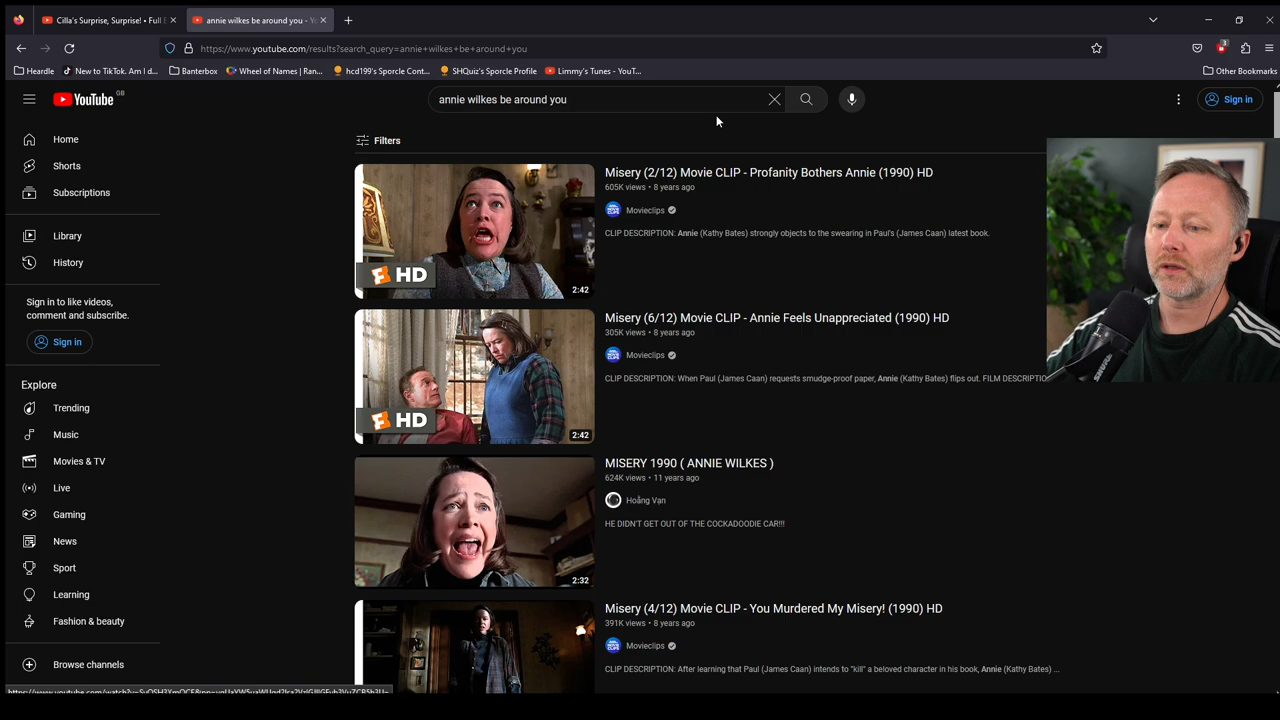 Cilla's Surprise, Surprise! • Full E
annie wilkes be around you - Yo
https://www.youtube.com/results?search_query=annie+wilkes+be+around+you
Heardle
New to TikTok. Am I d...
Banterbox
Wheel of Names | Ran...
hcd199's Sporcle Cont...
SHQuiz's Sporcle Profile
Limmy's Tunes - YouT...
Other Bookmarks
YouTube GB
annie wilkes be around you
Sign in
Home
Shorts
Subscriptions
Library
History
Sign in to like videos,
comment and subscribe.
Sign in
Explore
Trending
Music
Movies & TV
Live
Gaming
News
Sport
Learning
Fashion & beauty
Browse channels
Filters
HD
2:42
Misery (2/12) Movie CLIP - Profanity Bothers Annie (1990) HD
605K views • 8 years ago
Movieclips
CLIP DESCRIPTION: Annie (Kathy Bates) strongly objects to the swearing in Paul's (James Caan) latest book.
HD
2:42
Misery (6/12) Movie CLIP - Annie Feels Unappreciated (1990) HD
305K views • 8 years ago
Movieclips
CLIP DESCRIPTION: When Paul (James Caan) requests smudge-proof paper, Annie (Kathy Bates) flips out. FILM DESCRIPTIO
2:32
MISERY 1990 ( ANNIE WILKES )
624K views • 11 years ago
Hoảng Vạn
HE DIDN'T GET OUT OF THE COCKADOODIE CAR!!!
Misery (4/12) Movie CLIP - You Murdered My Misery! (1990) HD
391K views • 8 years ago
Movieclips
CLIP DESCRIPTION: After learning that Paul (James Caan) intends to "kill" a beloved character in his book, Annie (Kathy Bates) ...